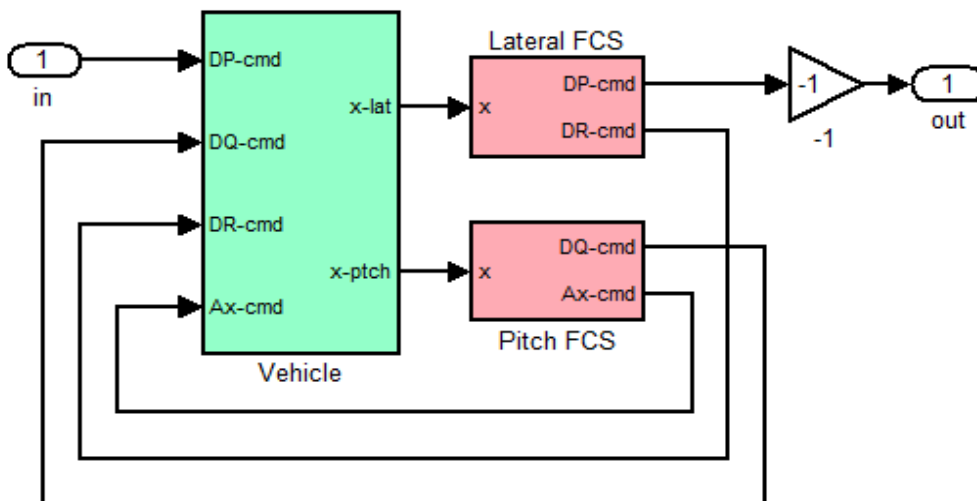 1
in
DP-cmd
DQ-cmd
DR-cmd
Ax-cmd
x-lat
x-ptch
Vehicle
Lateral FCS
x
DP-cmd
DR-cmd
x
DQ-cmd
Ax-cmd
Pitch FCS
-1
-1
1
out